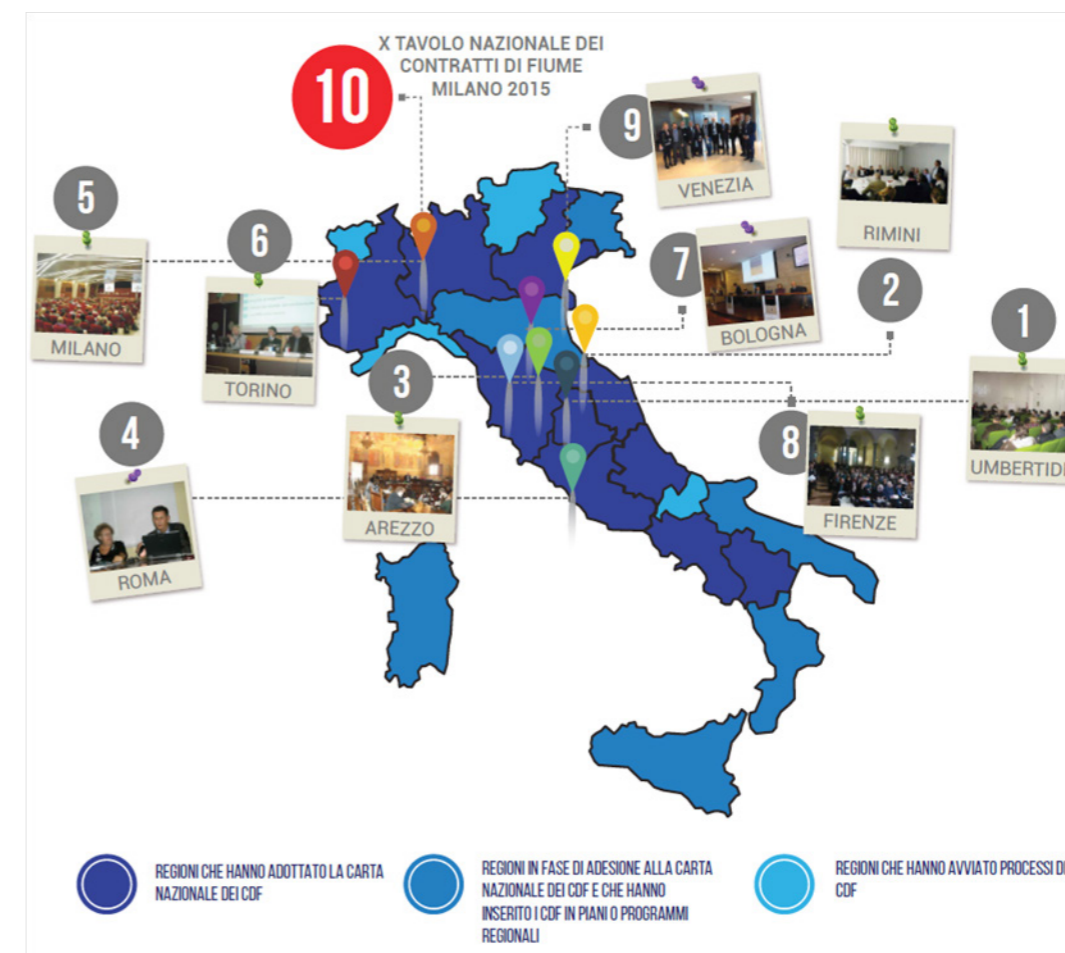 10
X TAVOLO NAZIONALE DEI
CONTRATTI DI FIUME
MILANO 2015
9
VENEZIA
RIMINI
5
MILANO
6
TORINO
7
BOLOGNA
2
1
UMBERTIDE
3
AREZZO
4
ROMA
8
FIRENZE
REGIONI CHE HANNO ADOTTATO LA CARTA
NAZIONALE DEI CDF
REGIONI IN FASE DI ADESIONE ALLA CARTA
NAZIONALE DEI CDF E CHE HANNO
INSERITO I CDF IN PIANI O PROGRAMMI
REGIONALI
REGIONI CHE HANNO AVVIATO PROCESSI DI
CDF